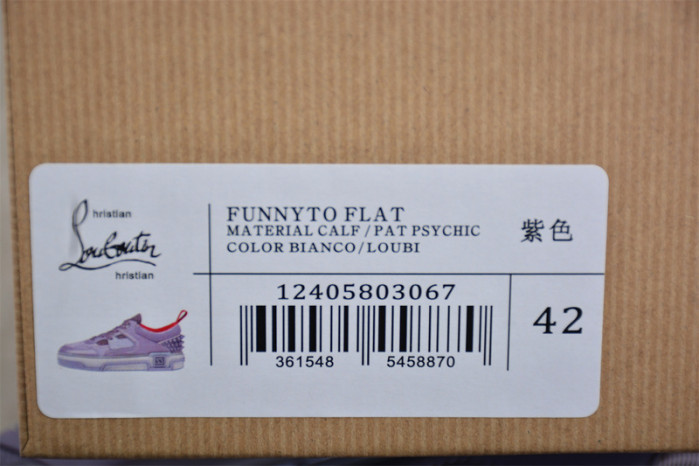 hristian
Louboutin
hristian
FUNNYTO FLAT
MATERIAL CALF/PAT PSYCHIC
COLOR BIANCO/LOUBI
紫色
12405803067
361548 5458870
42